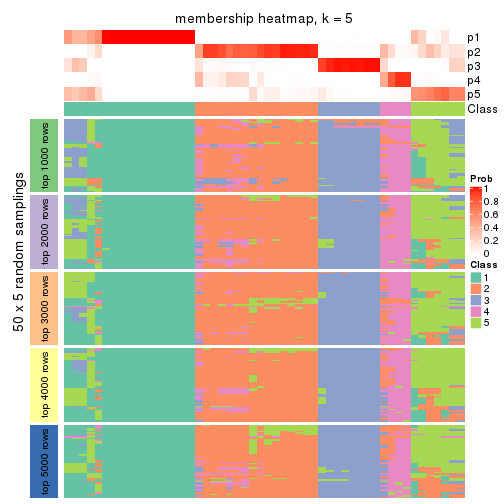 membership heatmap, k = 5
p1
p2
p3
p4
p5
Class
50 x 5 random samplings
top 1000 rows
top 2000 rows
top 3000 rows
top 4000 rows
top 5000 rows
Prob
1
0.8
0.6
0.4
0.2
0
Class
1
2
3
4
5